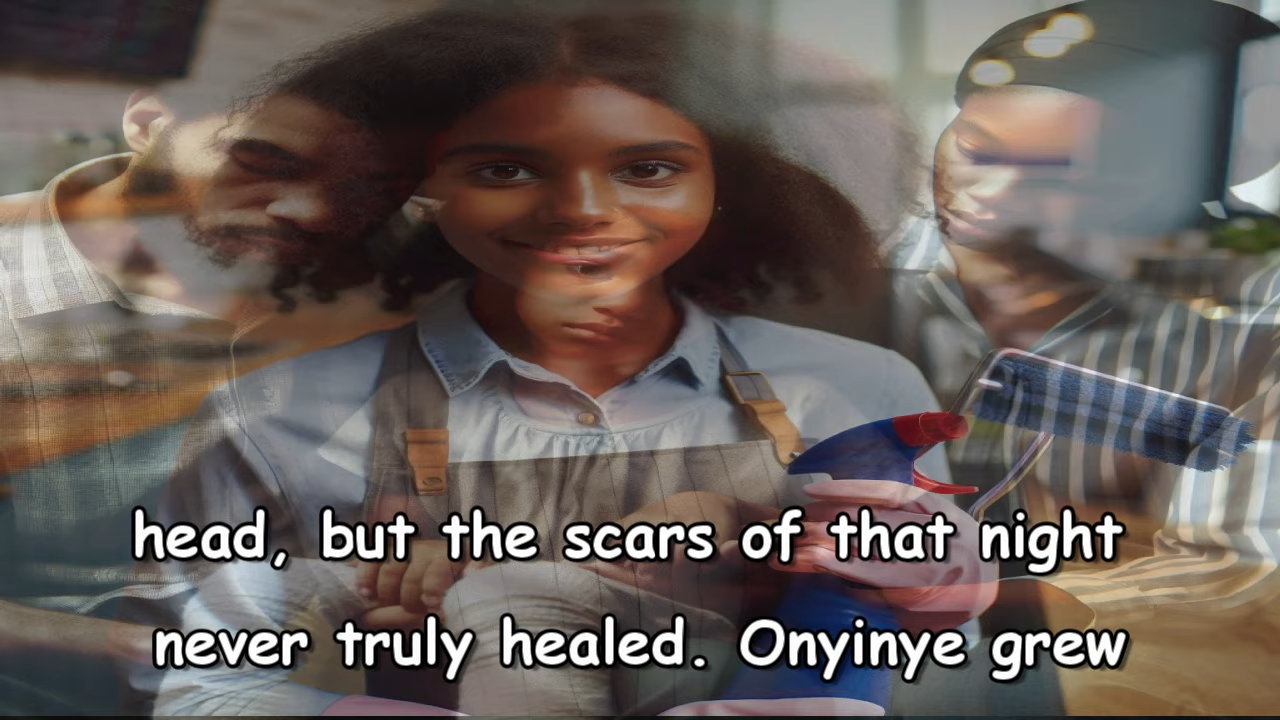 head, but the scars of that night
never truly healed. Onyinye grew